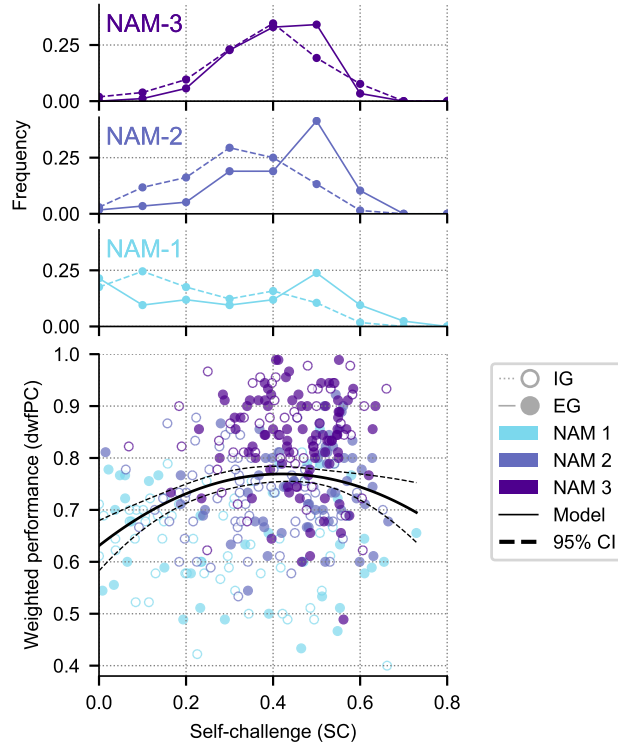 NAM-3
0.25
0.00
NAM-2
0.25
0.00
Frequency
NAM-1
0.25
0.00
1.0
0.9
0.8
0.7
0.6
0.5
0.4
Weighted performance (dwfPC)
0.0 0.2 0.4 0.6 0.8
Self-challenge (SC)
IG
EG
NAM 1
NAM 2
NAM 3
Model
95% CI